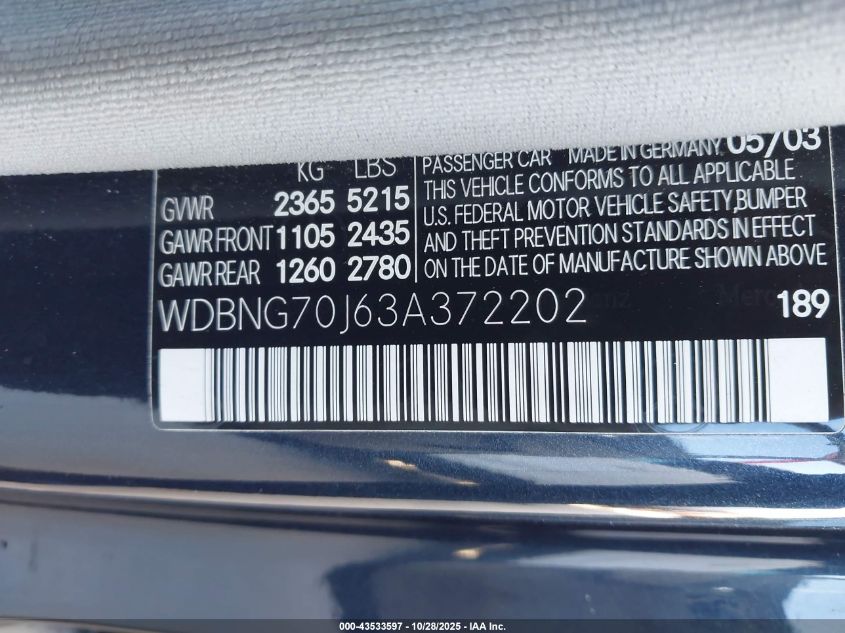 KG LBS
GVWR 2365 5215
GAWR FRONT 1105 2435
GAWR REAR 1260 2780
PASSENGER CAR MADE IN GERMANY 05/03
THIS VEHICLE CONFORMS TO ALL APPLICABLE
U.S. FEDERAL MOTOR VEHICLE SAFETY,BUMPER
AND THEFT PREVENTION STANDARDS IN EFFECT
ON THE DATE OF MANUFACTURE SHOWN ABOVE
WDBNG70J63A372202
189
000-43533597 - 10/28/2025 - IAA Inc.